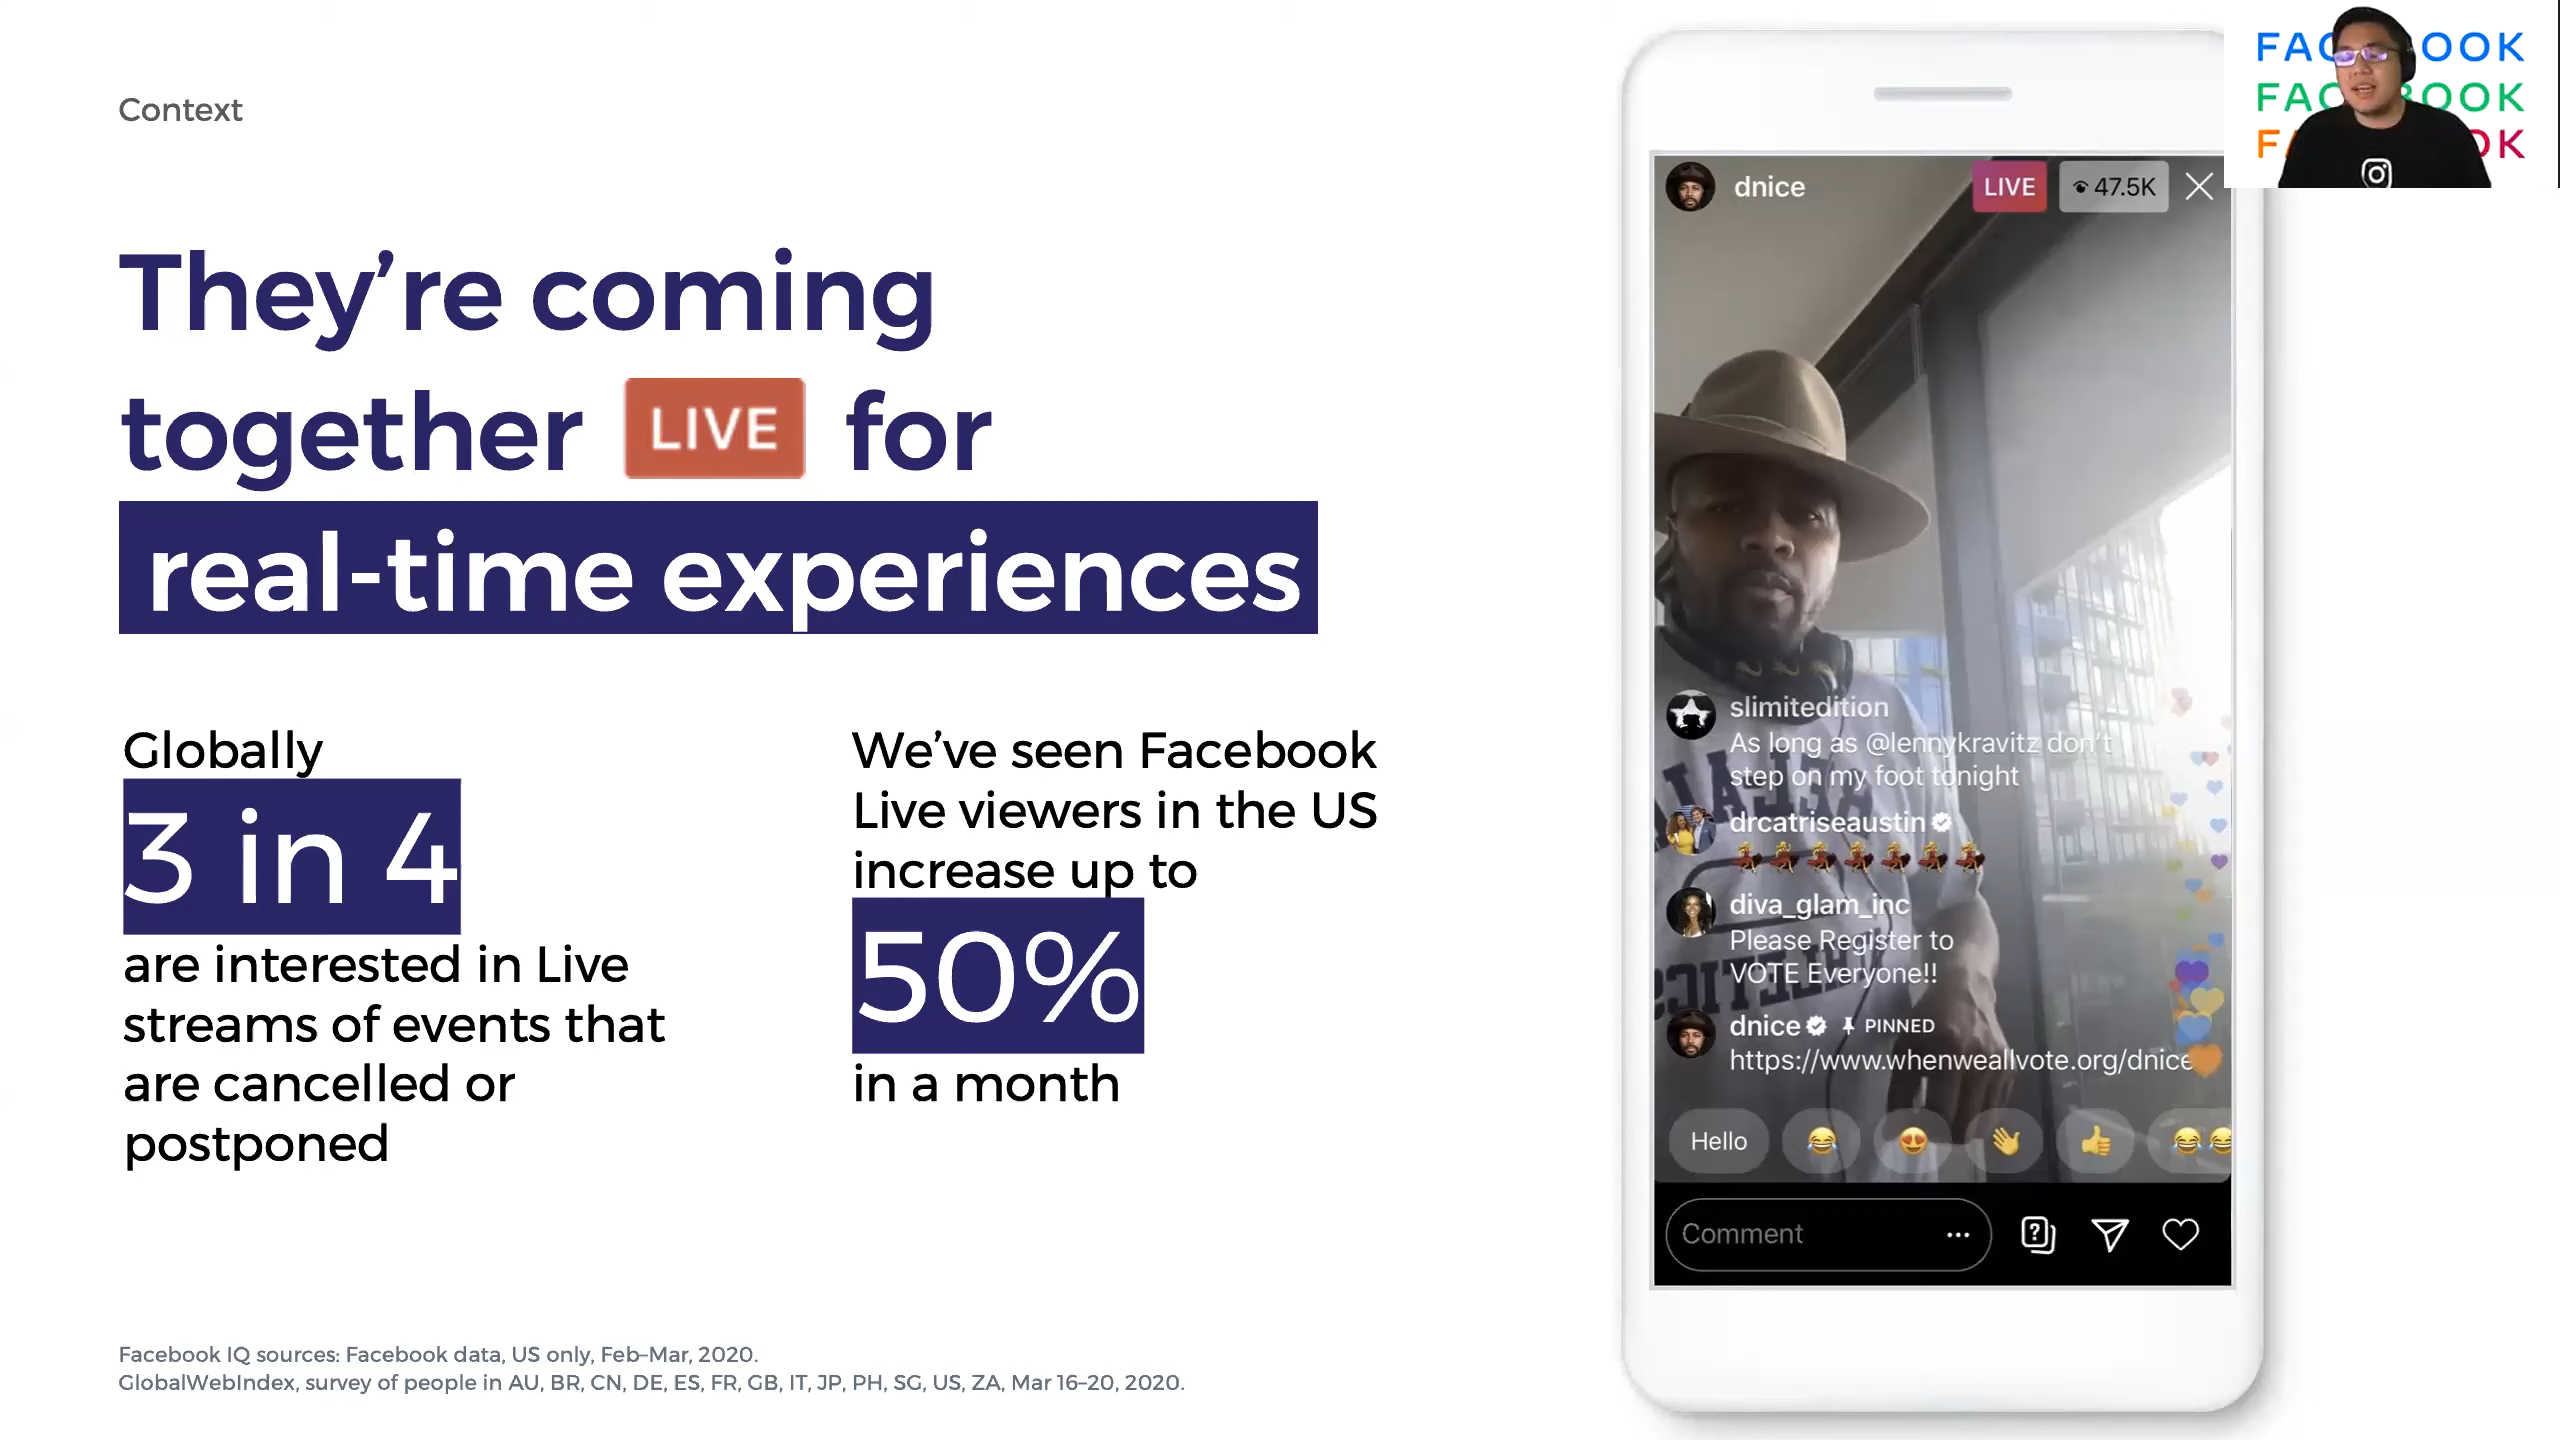 Context
They’re coming
together LIVE for
real-time experiences
Globally
3 in 4
are interested in Live
streams of events that
are cancelled or
postponed
We’ve seen Facebook
Live viewers in the US
increase up to
50%
in a month
Facebook IQ sources: Facebook data, US only, Feb–Mar, 2020.
GlobalWebIndex, survey of people in AU, BR, CN, DE, ES, FR, GB, IT, JP, PH, SG, US, ZA, Mar 16–20, 2020.
dnice LIVE 47.5K
slimitedition
As long as @lennykravitz don’t
step on my foot tonight
drcatriseaustin
diva_glam_inc
Please Register to
VOTE Everyone!!
dnice PINNED
https://www.whenweallvote.org/dnice
Hello
Comment